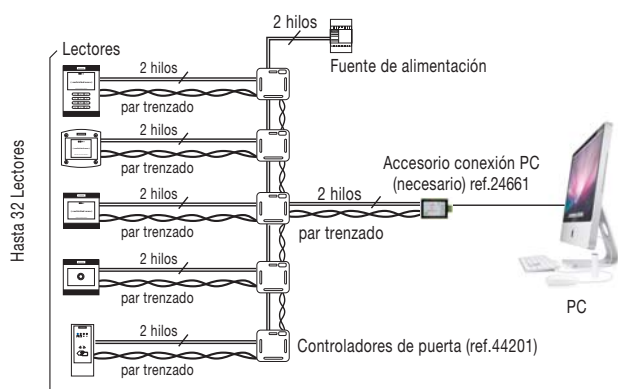 2 hilos
Fuente de alimentación
Lectores
2 hilos
par trenzado
2 hilos
par trenzado
Hasta 32 Lectores
2 hilos
par trenzado
2 hilos
par trenzado
Accesorio conexión PC
(necesario) ref.24661
PC
2 hilos
par trenzado
2 hilos
par trenzado
Controladores de puerta (ref.44201)